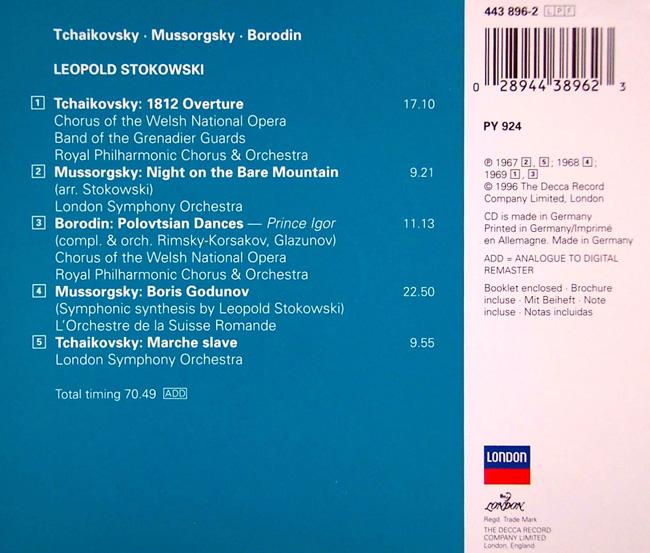 Tchaikovsky · Mussorgsky · Borodin
LEOPOLD STOKOWSKI
1 Tchaikovsky: 1812 Overture 17.10
Chorus of the Welsh National Opera
Band of the Grenadier Guards
Royal Philharmonic Chorus & Orchestra
2 Mussorgsky: Night on the Bare Mountain 9.21
(arr. Stokowski)
London Symphony Orchestra
3 Borodin: Polovtsian Dances — Prince Igor 11.13
(compl. & orch. Rimsky-Korsakov, Glazunov)
Chorus of the Welsh National Opera
Royal Philharmonic Chorus & Orchestra
4 Mussorgsky: Boris Godunov 22.50
(Symphonic synthesis by Leopold Stokowski)
L'Orchestre de la Suisse Romande
5 Tchaikovsky: Marche slave 9.55
London Symphony Orchestra
Total timing 70.49 ADD
443 896-2 LPF
0 28944 38962 3
PY 924
℗ 1967 2, 5; 1968 4;
1969 1, 3
© 1996 The Decca Record
Company Limited, London
CD is made in Germany
Printed in Germany/Imprimé
en Allemagne. Made in Germany
ADD = ANALOGUE TO DIGITAL
REMASTER
Booklet enclosed · Brochure
incluse · Mit Beiheft · Note
incluse · Notas incluidas
LONDON
LONDON
Regd. Trade Mark
THE DECCA RECORD
COMPANY LIMITED
London, England